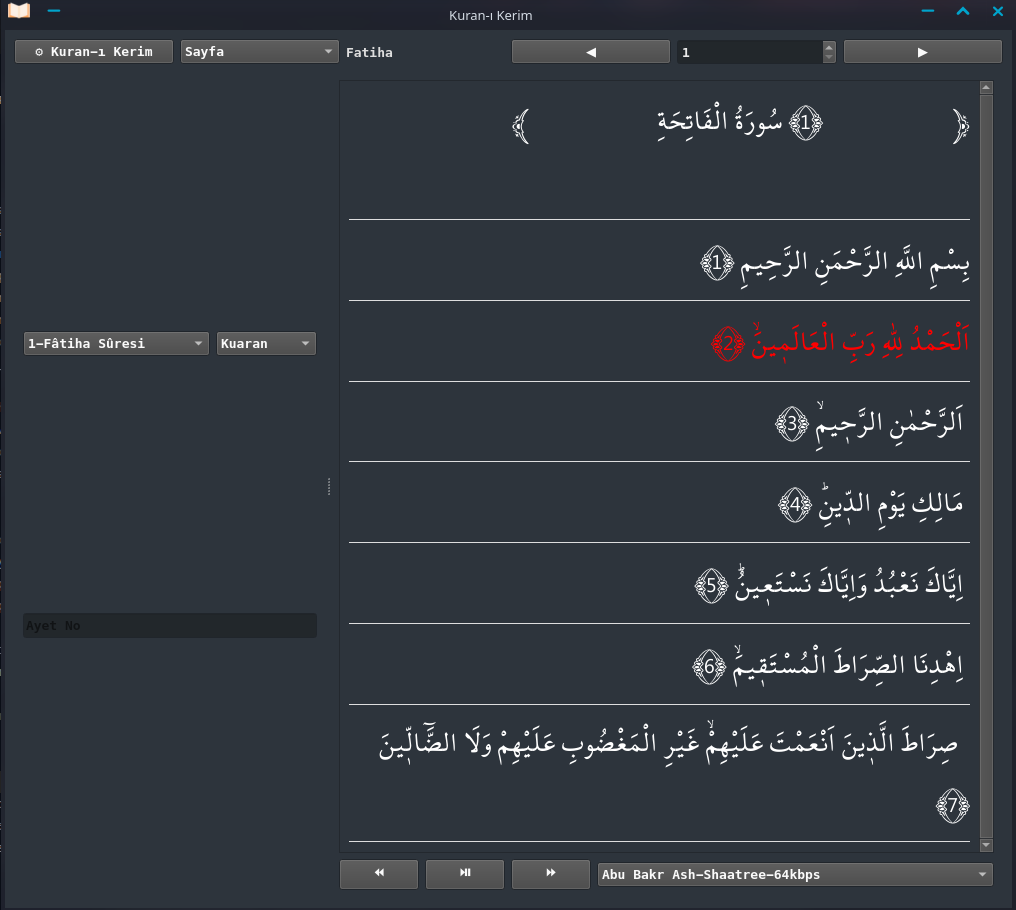 Kuran-ı Kerim
⚙ Kuran-ı Kerim
Sayfa
Fatiha
◀
1
▶
﴿ 1 سُورَةُ الْفَاتِحَةِ ﴾
بِسْمِ اللَّهِ الرَّحْمَنِ الرَّحِيمِ 1
اَلْحَمْدُ لِلّٰهِ رَبِّ الْعَالَم۪ينَۙ 2
اَلرَّحْمٰنِ الرَّح۪يمِۙ 3
مَالِكِ يَوْمِ الدّ۪ينِۜ 4
اِيَّاكَ نَعْبُدُ وَاِيَّاكَ نَسْتَع۪ينُۜ 5
اِهْدِنَا الصِّرَاطَ الْمُسْتَق۪يمَۙ 6
صِرَاطَ الَّذ۪ينَ اَنْعَمْتَ عَلَيْهِمْۙ غَيْرِ الْمَغْضُوبِ عَلَيْهِمْ وَلَا الضَّٓالّ۪ينَ
7
1-Fâtiha Sûresi
Kuaran
Ayet No
Abu Bakr Ash-Shaatree-64kbps